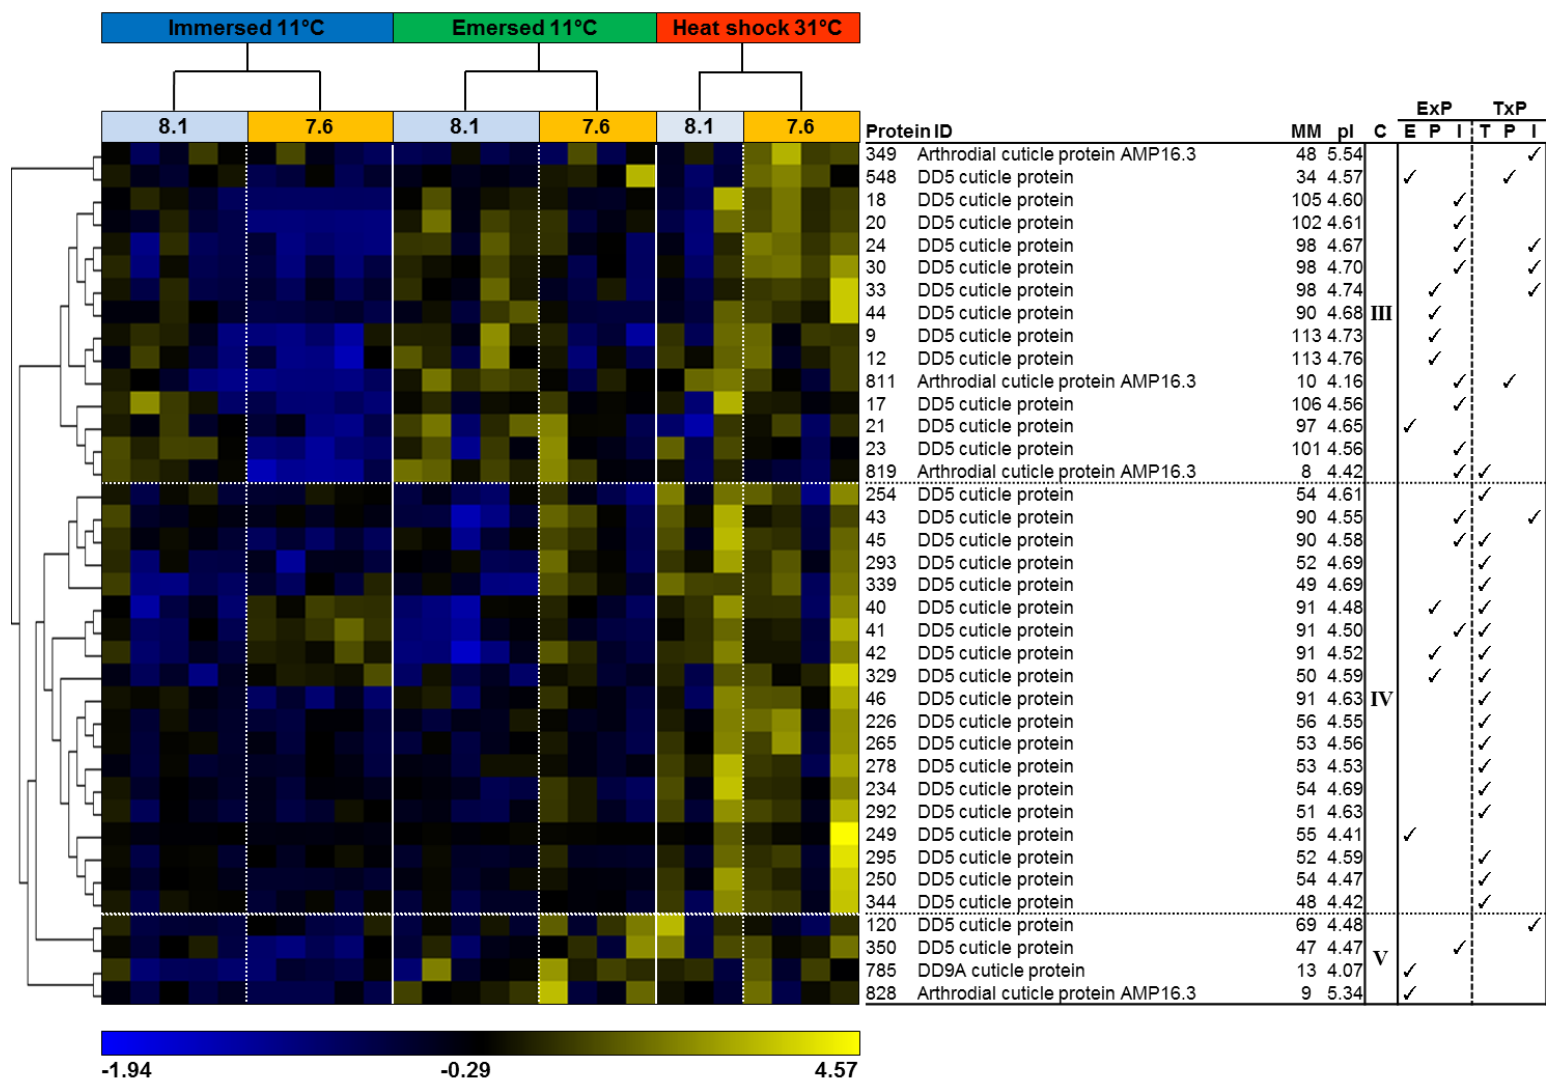 Immersed 11°C Emersed 11°C Heat shock 31°C
ExP TxP
8.1 7.6 8.1 7.6 8.1 7.6
Protein ID MM pI C E P I T P I
349 Arthrodial cuticle protein AMP16.3 48 5.54 ✓
548 DD5 cuticle protein 34 4.57 ✓ ✓
18 DD5 cuticle protein 105 4.60 ✓
20 DD5 cuticle protein 102 4.61 ✓
24 DD5 cuticle protein 98 4.67 ✓ ✓
30 DD5 cuticle protein 98 4.70 ✓ ✓
33 DD5 cuticle protein 98 4.74 ✓ ✓
44 DD5 cuticle protein 90 4.68 III ✓
9 DD5 cuticle protein 113 4.73 ✓
12 DD5 cuticle protein 113 4.76 ✓
811 Arthrodial cuticle protein AMP16.3 10 4.16 ✓ ✓
17 DD5 cuticle protein 106 4.56 ✓
21 DD5 cuticle protein 97 4.65 ✓
23 DD5 cuticle protein 101 4.56 ✓
819 Arthrodial cuticle protein AMP16.3 8 4.42 ✓ ✓
254 DD5 cuticle protein 54 4.61 ✓
43 DD5 cuticle protein 90 4.55 ✓ ✓
45 DD5 cuticle protein 90 4.58 ✓ ✓
293 DD5 cuticle protein 52 4.69 ✓
339 DD5 cuticle protein 49 4.69 ✓
40 DD5 cuticle protein 91 4.48 ✓ ✓
41 DD5 cuticle protein 91 4.50 ✓ ✓
42 DD5 cuticle protein 91 4.52 ✓ ✓
329 DD5 cuticle protein 50 4.59 ✓ ✓
46 DD5 cuticle protein 91 4.63 IV ✓
226 DD5 cuticle protein 56 4.55 ✓
265 DD5 cuticle protein 53 4.56 ✓
278 DD5 cuticle protein 53 4.53 ✓
234 DD5 cuticle protein 54 4.69 ✓
292 DD5 cuticle protein 51 4.63 ✓
249 DD5 cuticle protein 55 4.41 ✓
295 DD5 cuticle protein 52 4.59 ✓
250 DD5 cuticle protein 54 4.47 ✓
344 DD5 cuticle protein 48 4.42 ✓
120 DD5 cuticle protein 69 4.48 ✓
350 DD5 cuticle protein 47 4.47 V ✓
785 DD9A cuticle protein 13 4.07 ✓
828 Arthrodial cuticle protein AMP16.3 9 5.34 ✓
-1.94 -0.29 4.57